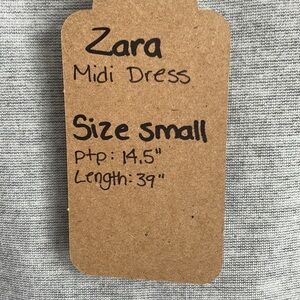 Zara
Midi Dress
Size small
ptp: 14.5"
Length: 39"